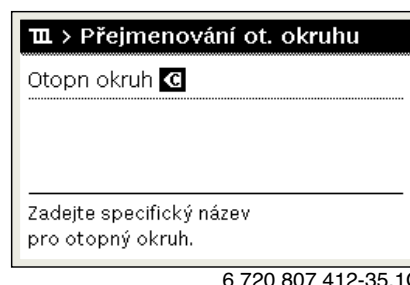 > Přejmenování ot. okruhu
Otopn okruh C
Zadejte specifický název
pro otopný okruh.
6 720 807 412-35.1O